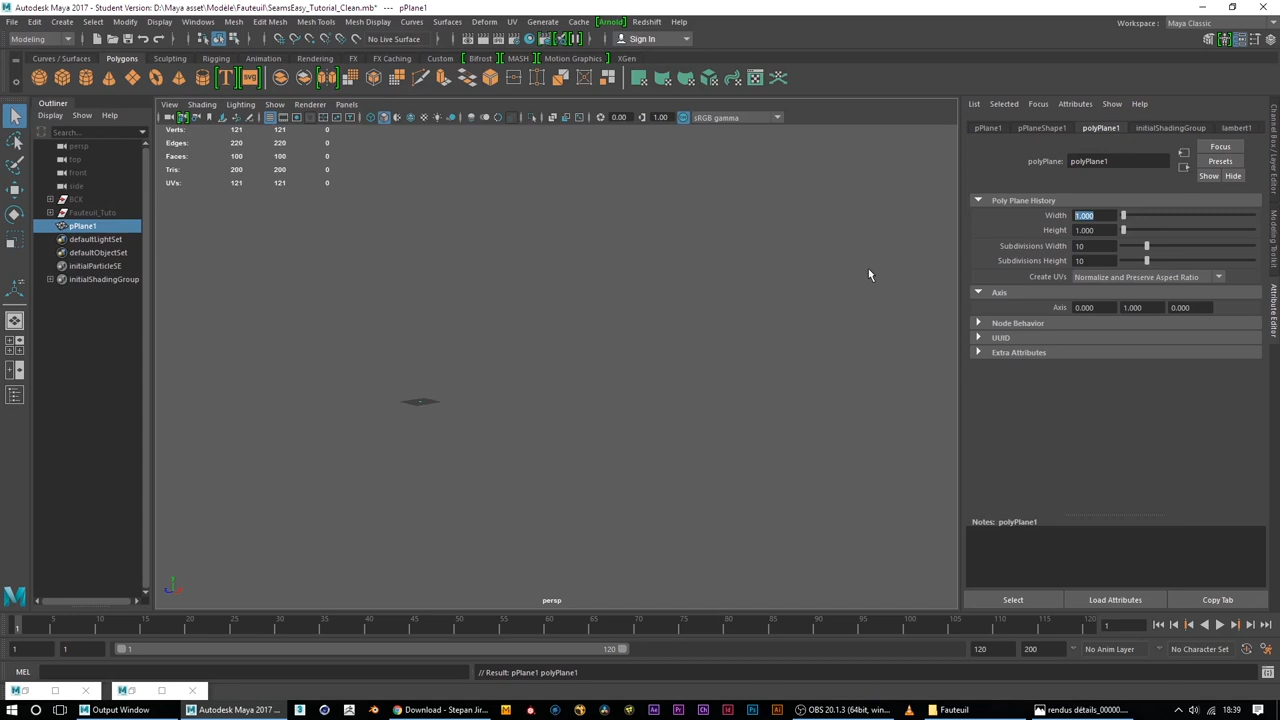 Autodesk Maya 2017 - Student Version: D:\Maya asset\Modele\Fauteuil\SeamsEasy_Tutorial_Clean.mb* --- pPlane1
File Edit Create Select Modify Display Windows Mesh Edit Mesh Mesh Tools Mesh Display Curves Surfaces Deform UV Generate Cache [Arnold] Redshift Help
Workspace : Maya Classic
Modeling No Live Surface Sign In
Curves / Surfaces Polygons Sculpting Rigging Animation Rendering FX FX Caching Custom Bifrost MASH Motion Graphics XGen
Outliner
Display Show Help
Search...
persp
top
front
side
BCK
Fauteuil_Tuto
pPlane1
defaultLightSet
defaultObjectSet
initialParticleSE
initialShadingGroup
View Shading Lighting Show Renderer Panels
0.00 1.00 sRGB gamma
Verts: 121 121 0
Edges: 220 220 0
Faces: 100 100 0
Tris: 200 200 0
UVs: 121 121 0
persp
List Selected Focus Attributes Show Help
pPlane1 pPlaneShape1 polyPlane1 initialShadingGroup lambert1
Focus
polyPlane: polyPlane1 Presets
Show Hide
Poly Plane History
Width 1.000
Height 1.000
Subdivisions Width 10
Subdivisions Height 10
Create UVs Normalize and Preserve Aspect Ratio
Axis
Axis 0.000 1.000 0.000
Node Behavior
UUID
Extra Attributes
Notes: polyPlane1
Select Load Attributes Copy Tab
Channel Box / Layer Editor
Modeling Toolkit
Attribute Editor
1 5 10 15 20 25 30 35 40 45 50 55 60 65 70 75 80 85 90 95 100 105 110 115 120 1
1 1 1 120 120 200 No Anim Layer No Character Set
MEL // Result: pPlane1 polyPlane1
Output Window Autodesk Maya 2017 ... Download - Stepan Jir... OBS 20.1.3 (64bit, win... Fauteuil rendus détails_00000... 18:39